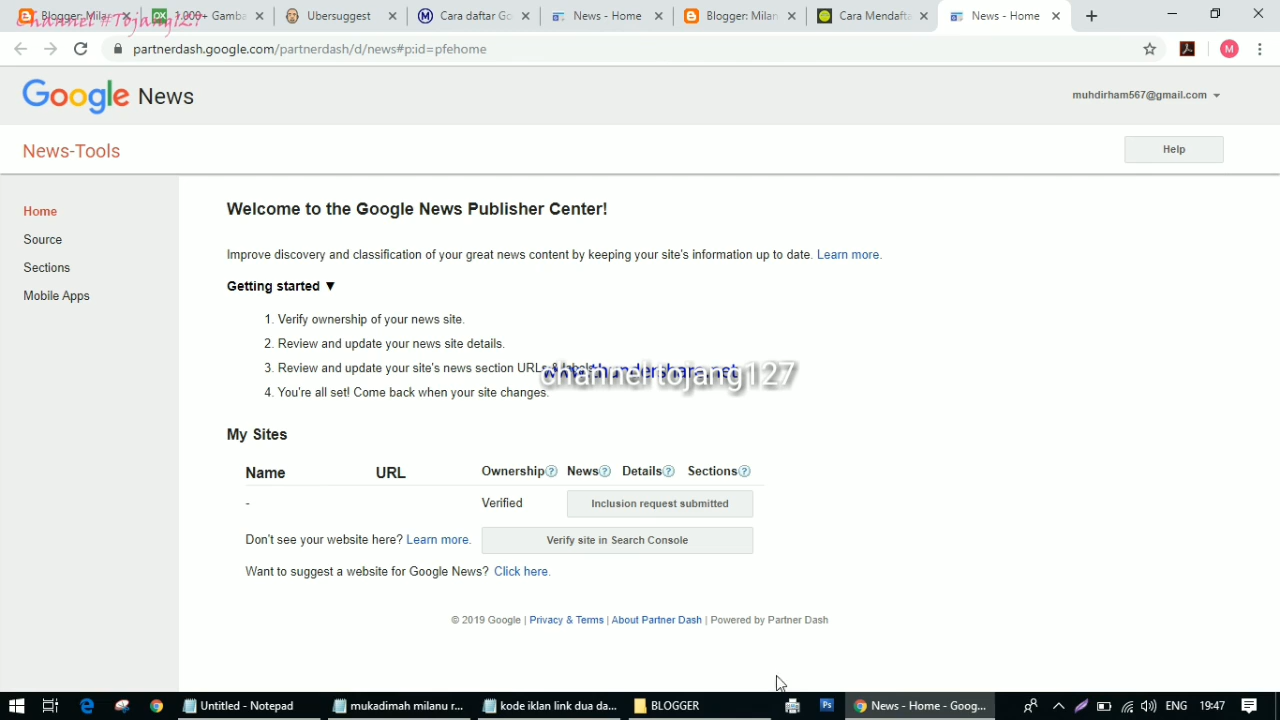 Channel #Tojang127
Blogger: Mila
1.000+ Gamba
Ubersuggest
Cara daftar Go
News - Home
Blogger: Mi
Cara Mendafta
News - Home
partnerdash.google.com/partnerdash/d/news#p:id=pfehome
M
Google News
muhdirham567@gmail.com
News-Tools
Help
Home
Source
Sections
Mobile Apps
Welcome to the Google News Publisher Center!
Improve discovery and classification of your great news content by keeping your site's information up to date. Learn more.
Getting started ▼
1. Verify ownership of your news site.
2. Review and update your news site details.
3. Review and update your site's news section URLs & labels.
channel tojang127
4. You're all set! Come back when your site changes.
My Sites
Name URL Ownership? News? Details? Sections?
- Verified Inclusion request submitted
Don't see your website here? Learn more. Verify site in Search Console
Want to suggest a website for Google News? Click here.
© 2019 Google | Privacy & Terms | About Partner Dash | Powered by Partner Dash
Untitled - Notepad
mukadimah milanu r...
kode iklan link dua da...
BLOGGER
Ps
News - Home - Goog...
ENG
19:47